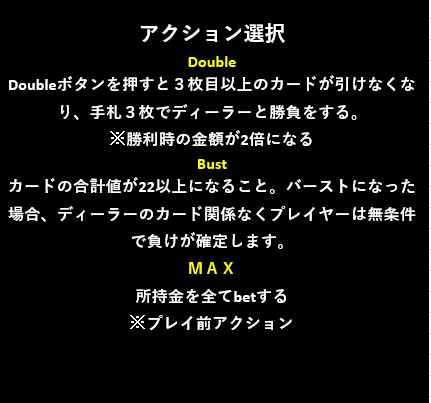 アクション選択
Double
Doubleボタンを押すと３枚目以上のカードが引けなくな
り、手札３枚でディーラーと勝負をする。
※勝利時の金額が2倍になる
Bust
カードの合計値が22以上になること。バーストになった
場合、ディーラーのカード関係なくプレイヤーは無条件
で負けが確定します。
ＭＡＸ
所持金を全てbetする
※プレイ前アクション